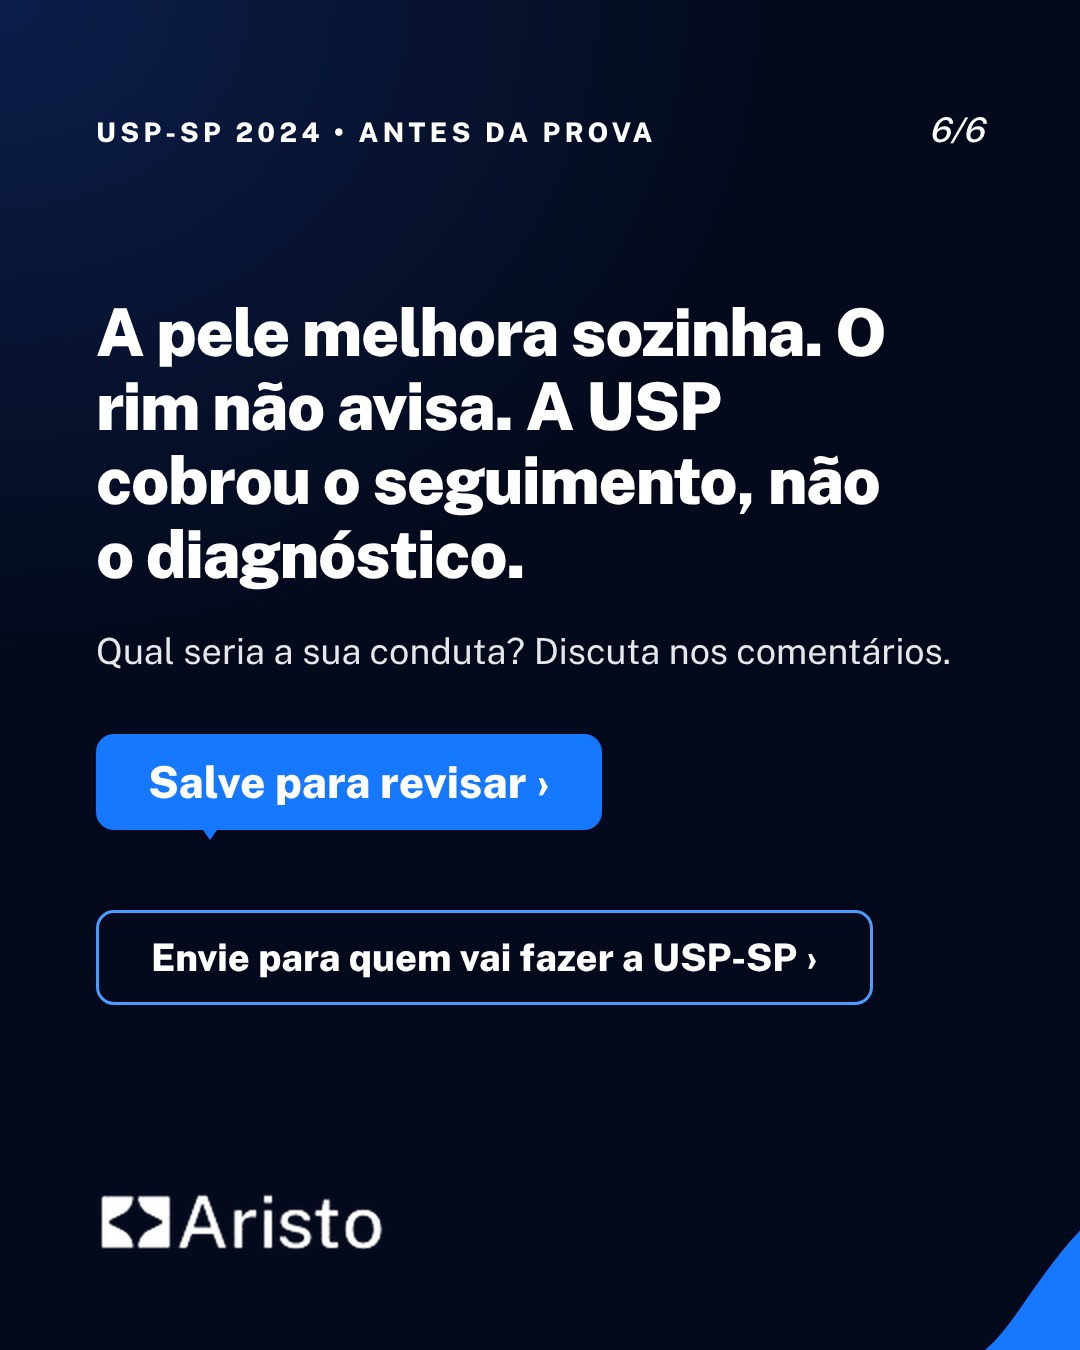 USP-SP 2024 • ANTES DA PROVA
6/6
A pele melhora sozinha. O
rim não avisa. A USP
cobrou o seguimento, não
o diagnóstico.
Qual seria a sua conduta? Discuta nos comentários.
Salve para revisar ›
Envie para quem vai fazer a USP-SP ›
Aristo